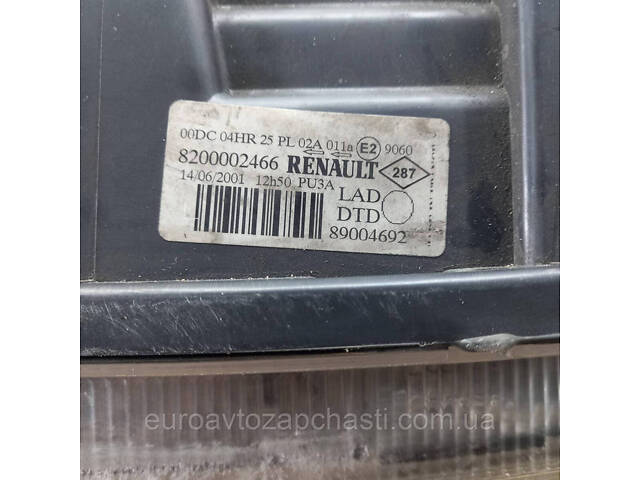 00DC 04HR 25 PL 02A 011a E2 9060
8200002466 RENAULT 287
14/06/2001 12h50 PU3A
LAD
DTD
89004692
euroавтоzapchasti.com.ua